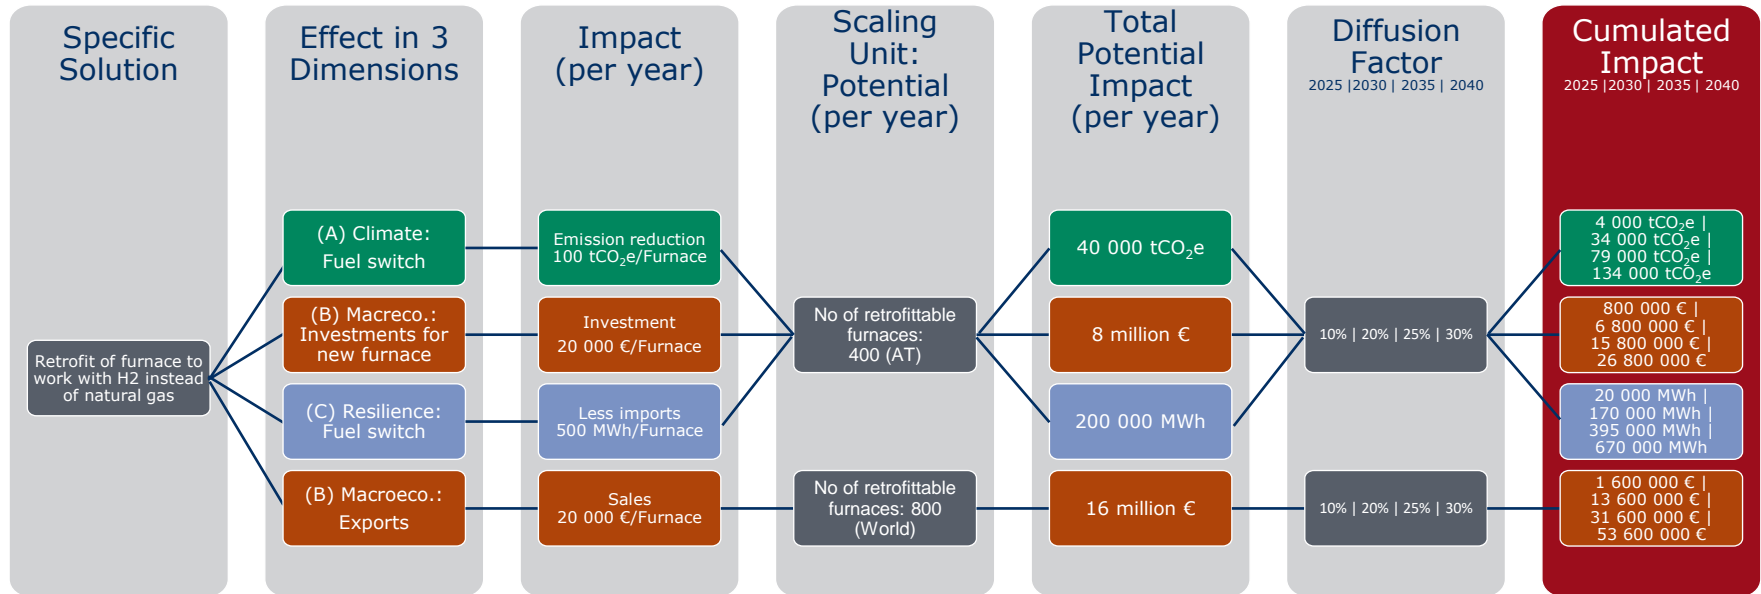 Specific
Solution
Effect in 3
Dimensions
Impact
(per year)
Scaling
Unit:
Potential
(per year)
Total
Potential
Impact
(per year)
Diffusion
Factor
2025 |2030 | 2035 | 2040
Cumulated
Impact
2025 |2030 | 2035 | 2040
Retrofit of furnace to
work with H2 instead
of natural gas
(A) Climate:
Fuel switch
(B) Macreco.:
Investments for
new furnace
(C) Resilience:
Fuel switch
(B) Macroeco.:
Exports
Emission reduction
100 tCO₂e/Furnace
Investment
20 000 €/Furnace
Less imports
500 MWh/Furnace
Sales
20 000 €/Furnace
No of retrofittable
furnaces:
400 (AT)
No of retrofittable
furnaces: 800
(World)
40 000 tCO₂e
8 million €
200 000 MWh
16 million €
10% | 20% | 25% | 30%
10% | 20% | 25% | 30%
4 000 tCO₂e |
34 000 tCO₂e |
79 000 tCO₂e |
134 000 tCO₂e
800 000 € |
6 800 000 € |
15 800 000 € |
26 800 000 €
20 000 MWh |
170 000 MWh |
395 000 MWh |
670 000 MWh
1 600 000 € |
13 600 000 € |
31 600 000 € |
53 600 000 €